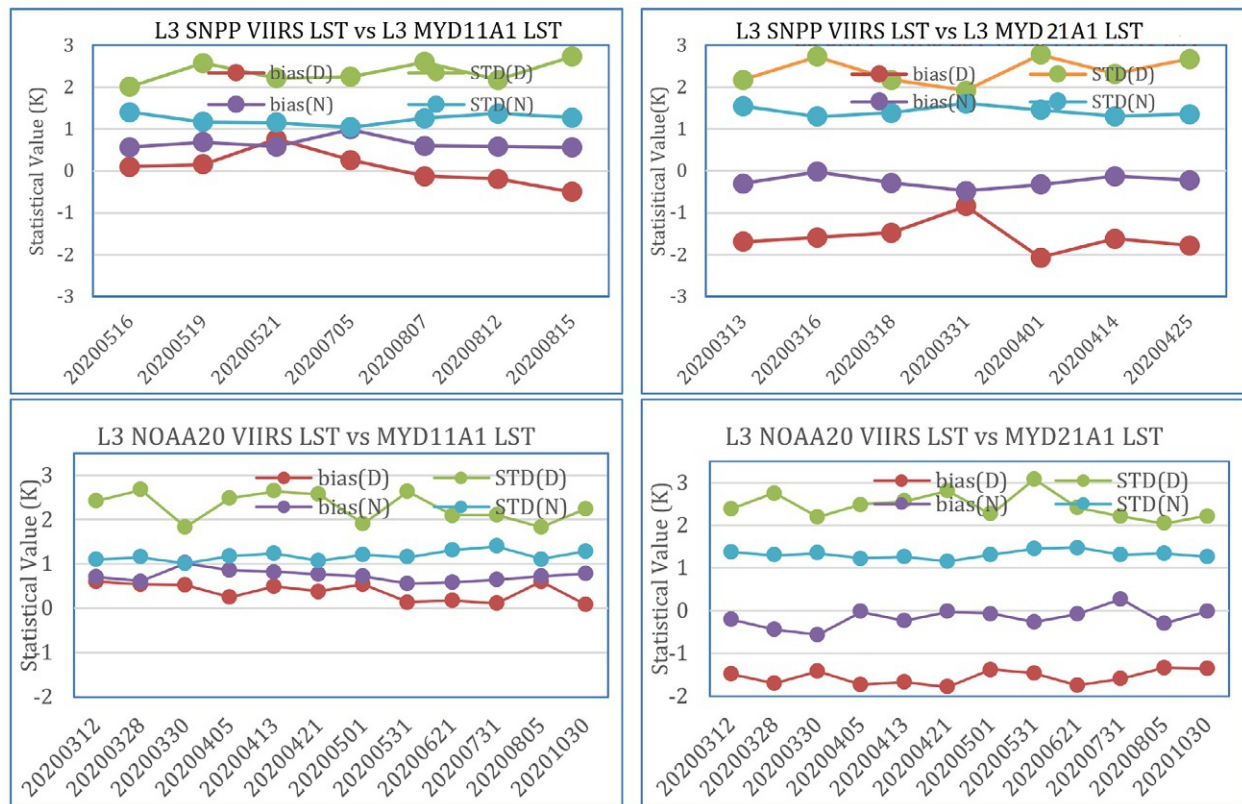 L3 SNPP VIIRS LST vs L3 MYD11A1 LST
Statistical Value (K)
3
2
1
0
-1
-2
-3
bias(D)
STD(D)
bias(N)
STD(N)
20200516
20200519
20200521
20200705
20200807
20200812
20200815
L3 SNPP VIIRS LST vs L3 MYD21A1 LST
Statisitical Value(K)
3
2
1
0
-1
-2
-3
bias(D)
STD(D)
bias(N)
STD(N)
20200313
20200316
20200318
20200331
20200401
20200414
20200425
L3 NOAA20 VIIRS LST vs MYD11A1 LST
Statistical Value (K)
3
2
1
0
1
-2
bias(D)
STD(D)
bias(N)
STD(N)
20200312
20200328
20200330
20200405
20200413
20200421
20200501
20200531
20200621
20200731
20200805
20201030
L3 NOAA20 VIIRS LST vs MYD21A1 LST
Statistical Value (K)
3
2
1
0
-1
-2
bias(D)
STD(D)
bias(N)
STD(N)
20200312
20200328
20200330
20200405
20200413
20200421
20200501
20200531
20200621
20200731
20200805
20201030